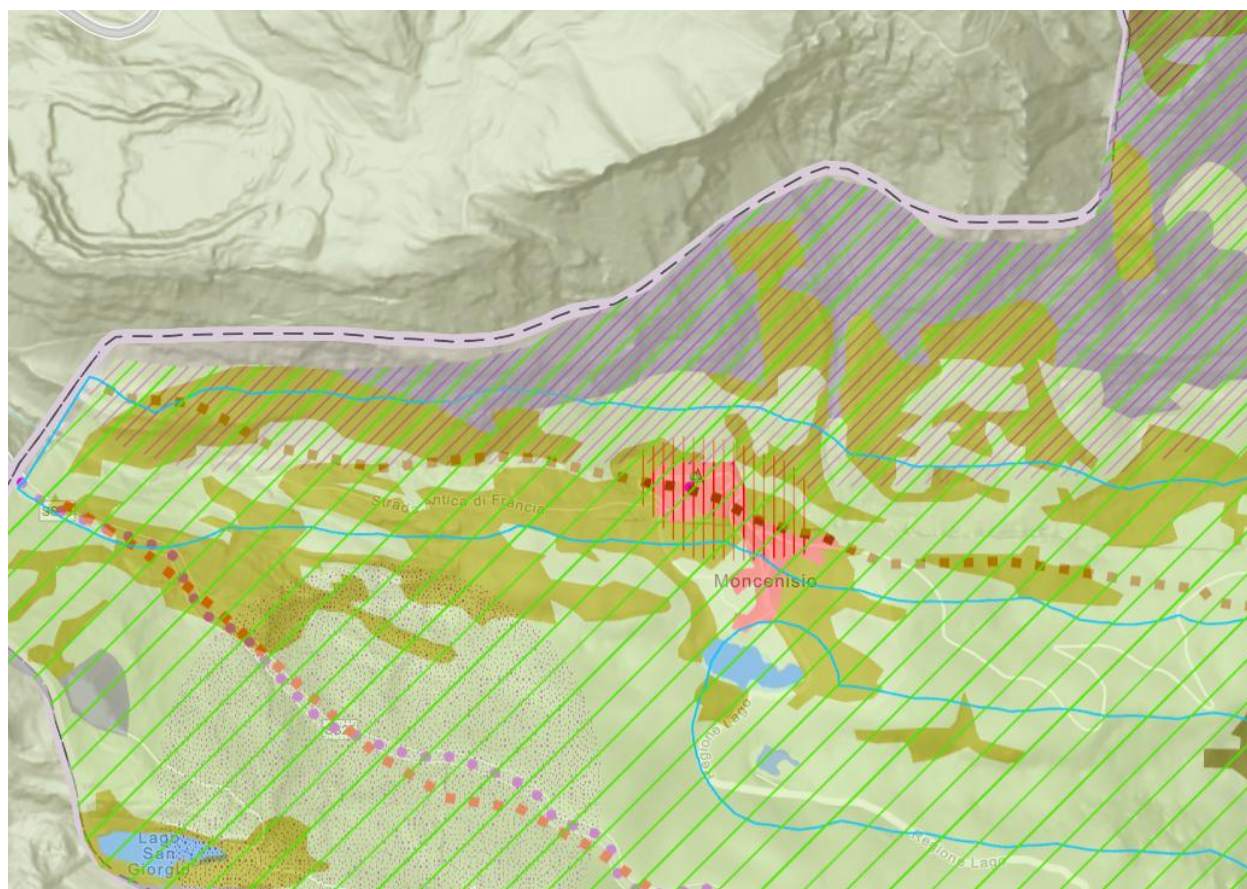 Strada Antica di Francia
Moncenisio
Regione Lago
Lago
San
Giorgio
Regione Lago